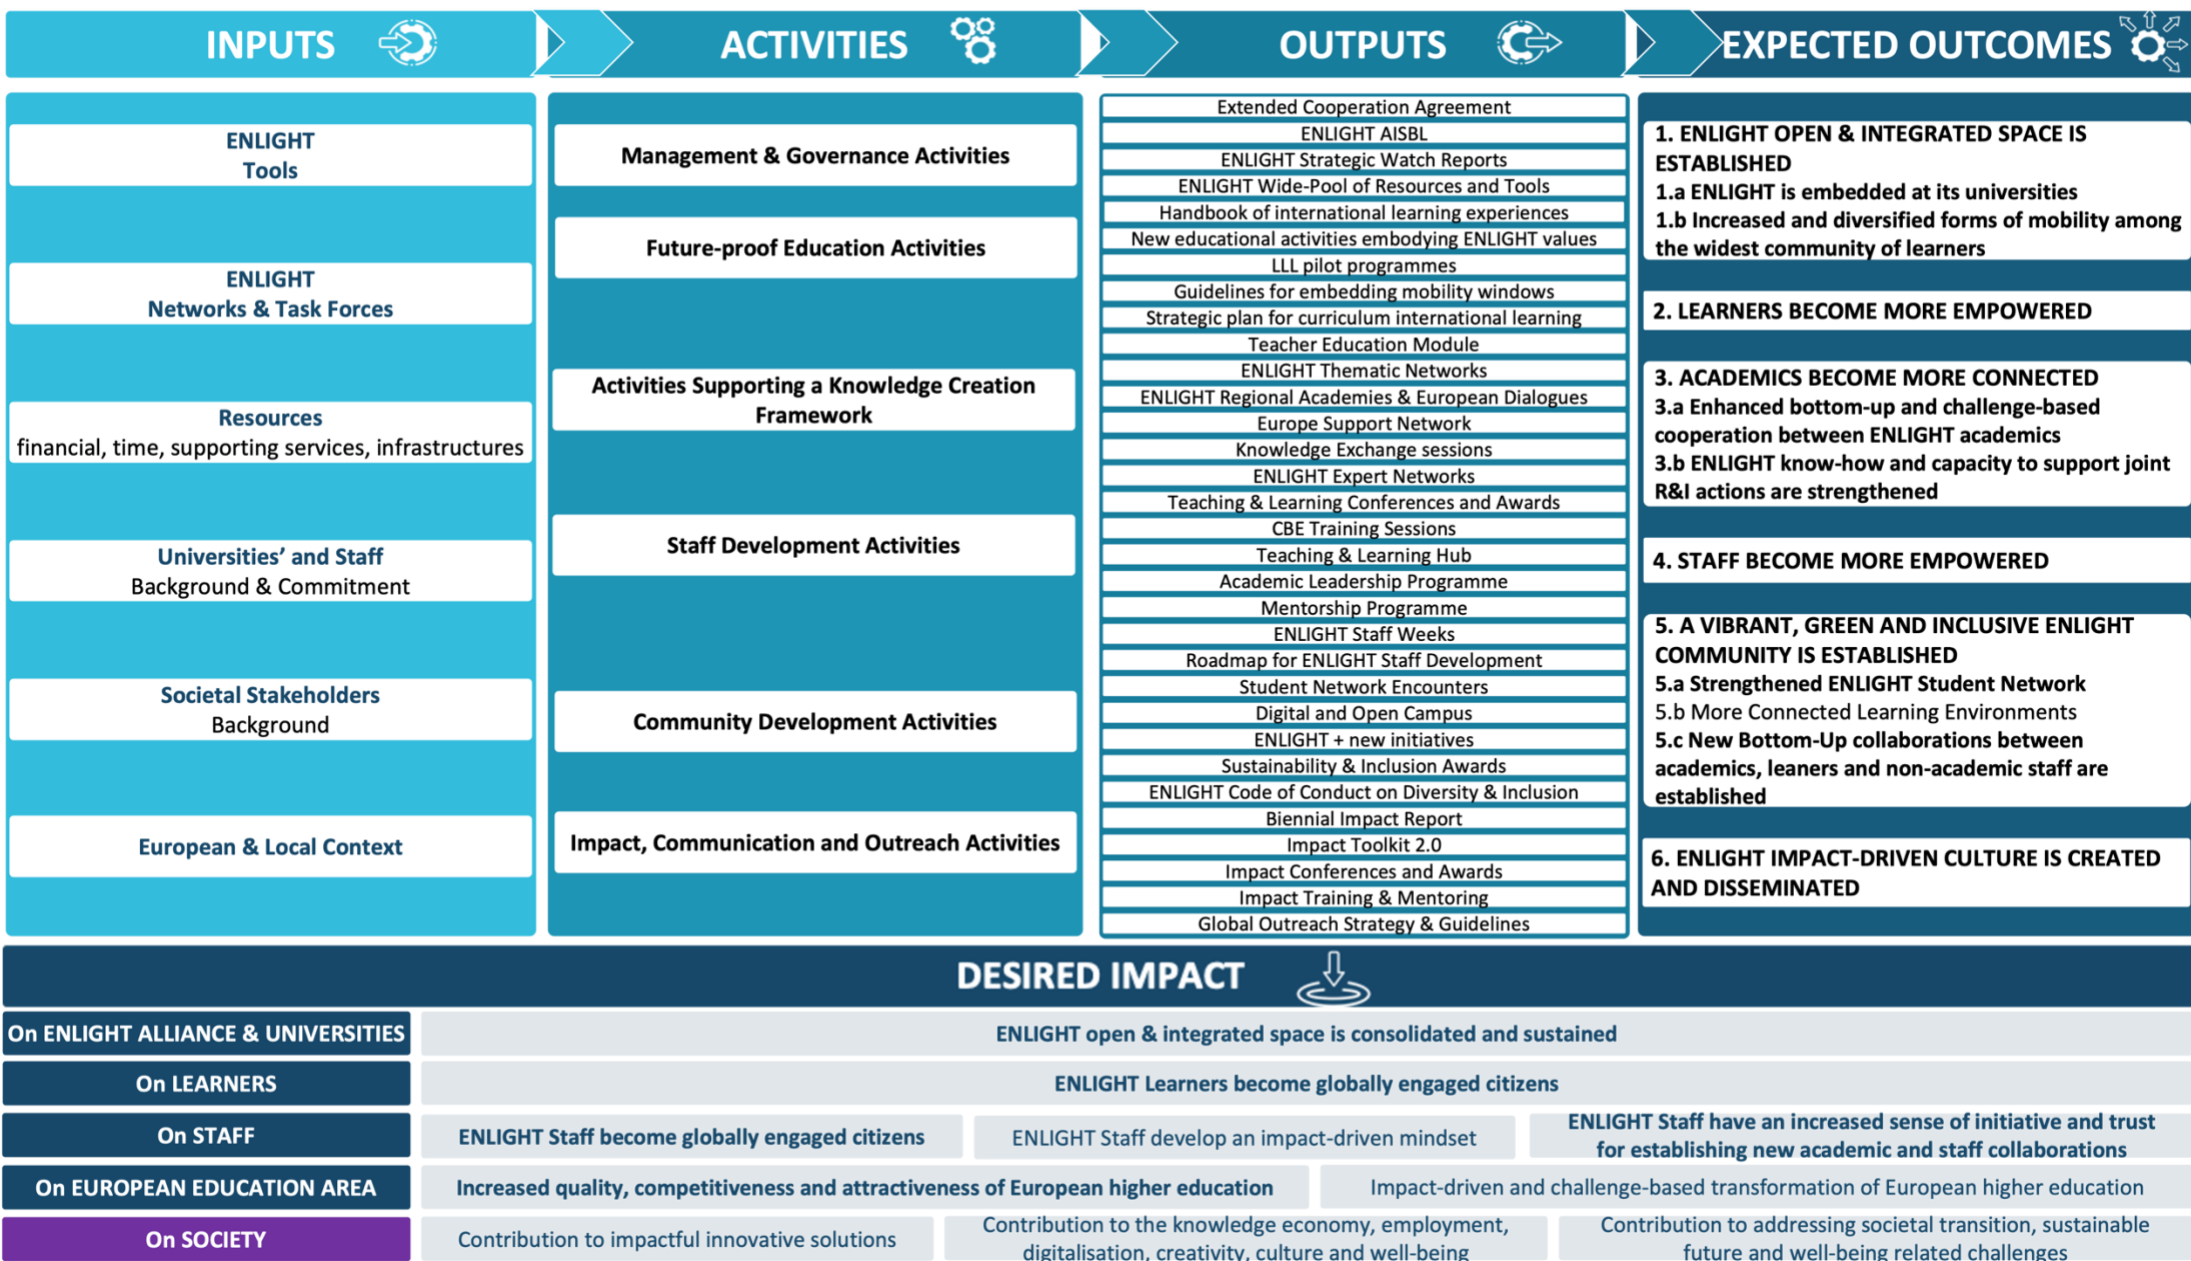 INPUTS
ACTIVITIES
OUTPUTS
EXPECTED OUTCOMES
ENLIGHT
Tools
ENLIGHT
Networks & Task Forces
Resources
financial, time, supporting services, infrastructures
Universities’ and Staff
Background & Commitment
Societal Stakeholders
Background
European & Local Context
Management & Governance Activities
Future-proof Education Activities
Activities Supporting a Knowledge Creation
Framework
Staff Development Activities
Community Development Activities
Impact, Communication and Outreach Activities
Extended Cooperation Agreement
ENLIGHT AISBL
ENLIGHT Strategic Watch Reports
ENLIGHT Wide-Pool of Resources and Tools
Handbook of international learning experiences
New educational activities embodying ENLIGHT values
LLL pilot programmes
Guidelines for embedding mobility windows
Strategic plan for curriculum international learning
Teacher Education Module
ENLIGHT Thematic Networks
ENLIGHT Regional Academies & European Dialogues
Europe Support Network
Knowledge Exchange sessions
ENLIGHT Expert Networks
Teaching & Learning Conferences and Awards
CBE Training Sessions
Teaching & Learning Hub
Academic Leadership Programme
Mentorship Programme
ENLIGHT Staff Weeks
Roadmap for ENLIGHT Staff Development
Student Network Encounters
Digital and Open Campus
ENLIGHT + new initiatives
Sustainability & Inclusion Awards
ENLIGHT Code of Conduct on Diversity & Inclusion
Biennial Impact Report
Impact Toolkit 2.0
Impact Conferences and Awards
Impact Training & Mentoring
Global Outreach Strategy & Guidelines
1. ENLIGHT OPEN & INTEGRATED SPACE IS
ESTABLISHED
1.a ENLIGHT is embedded at its universities
1.b Increased and diversified forms of mobility among
the widest community of learners
2. LEARNERS BECOME MORE EMPOWERED
3. ACADEMICS BECOME MORE CONNECTED
3.a Enhanced bottom-up and challenge-based
cooperation between ENLIGHT academics
3.b ENLIGHT know-how and capacity to support joint
R&I actions are strengthened
4. STAFF BECOME MORE EMPOWERED
5. A VIBRANT, GREEN AND INCLUSIVE ENLIGHT
COMMUNITY IS ESTABLISHED
5.a Strengthened ENLIGHT Student Network
5.b More Connected Learning Environments
5.c New Bottom-Up collaborations between
academics, leaners and non-academic staff are
established
6. ENLIGHT IMPACT-DRIVEN CULTURE IS CREATED
AND DISSEMINATED
DESIRED IMPACT
On ENLIGHT ALLIANCE & UNIVERSITIES
ENLIGHT open & integrated space is consolidated and sustained
On LEARNERS
ENLIGHT Learners become globally engaged citizens
On STAFF
ENLIGHT Staff become globally engaged citizens
ENLIGHT Staff develop an impact-driven mindset
ENLIGHT Staff have an increased sense of initiative and trust
for establishing new academic and staff collaborations
On EUROPEAN EDUCATION AREA
Increased quality, competitiveness and attractiveness of European higher education
Impact-driven and challenge-based transformation of European higher education
On SOCIETY
Contribution to impactful innovative solutions
Contribution to the knowledge economy, employment,
digitalisation, creativity, culture and well-being
Contribution to addressing societal transition, sustainable
future and well-being related challenges